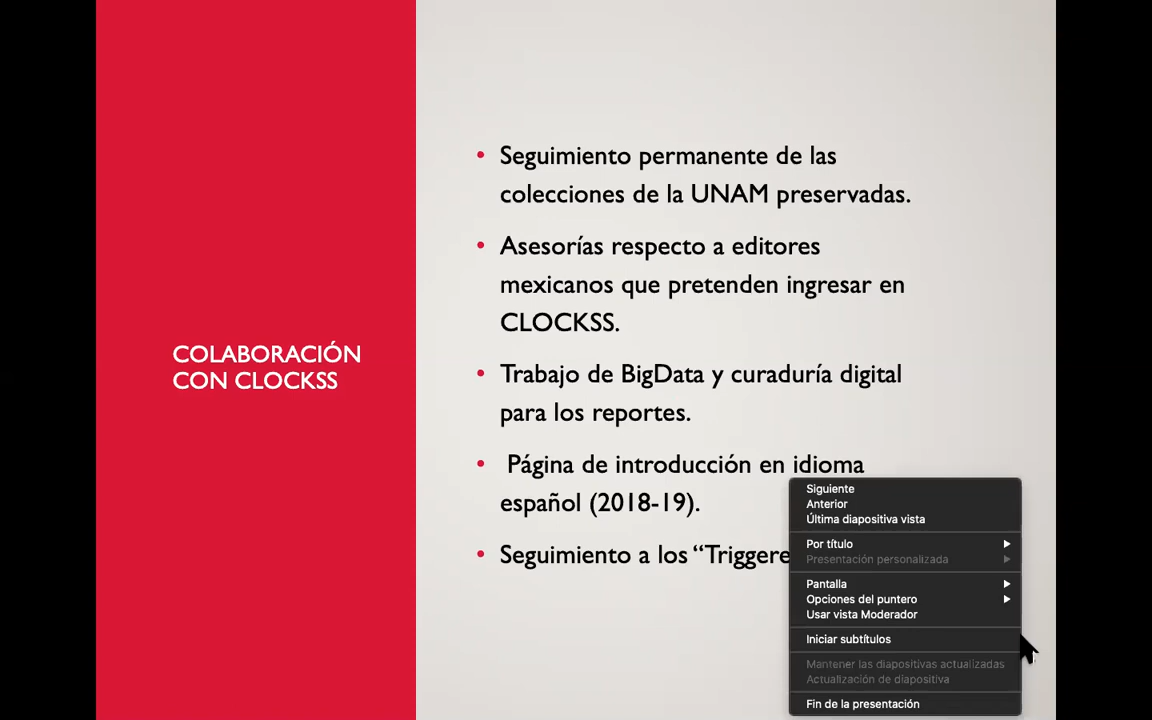 COLABORACIÓN
CON CLOCKSS
• Seguimiento permanente de las
colecciones de la UNAM preservadas.
• Asesorías respecto a editores
mexicanos que pretenden ingresar en
CLOCKSS.
• Trabajo de BigData y curaduría digital
para los reportes.
• Página de introducción en idioma
español (2018-19).
• Seguimiento a los “Triggere
Siguiente
Anterior
Última diapositiva vista
Por título
Presentación personalizada
Pantalla
Opciones del puntero
Usar vista Moderador
Iniciar subtítulos
Mantener las diapositivas actualizadas
Actualización de diapositiva
Fin de la presentación